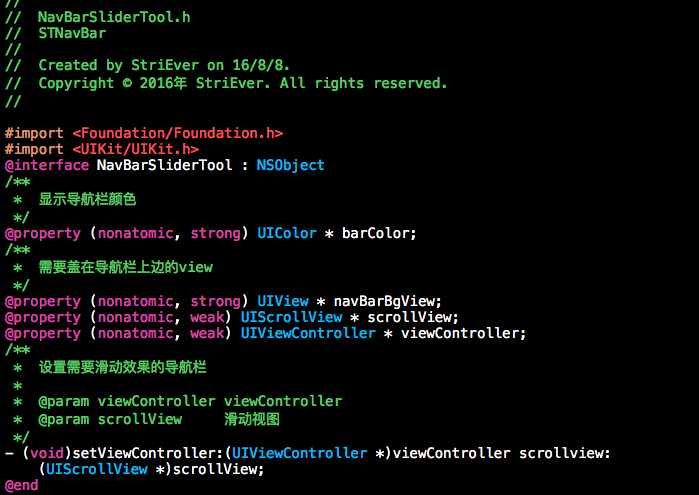 //
//  NavBarSliderTool.h
//  STNavBar
//
//  Created by StriEver on 16/8/8.
//  Copyright © 2016年 StriEver. All rights reserved.
//
#import <Foundation/Foundation.h>
#import <UIKit/UIKit.h>
@interface NavBarSliderTool : NSObject
/**
 *  显示导航栏颜色
 */
@property (nonatomic, strong) UIColor * barColor;
/**
 *  需要盖在导航栏上边的view
 */
@property (nonatomic, strong) UIView * navBarBgView;
@property (nonatomic, weak) UIScrollView * scrollView;
@property (nonatomic, weak) UIViewController * viewController;
/**
 *  设置需要滑动效果的导航栏
 *
 *  @param viewController viewController
 *  @param scrollView     滑动视图
 */
- (void)setViewController:(UIViewController *)viewController scrollview:
    (UIScrollView *)scrollView;
@end